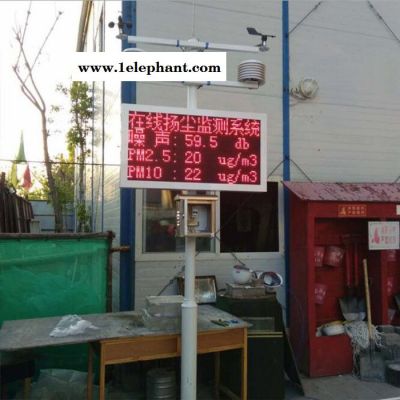 www.1elephant.com
在线扬尘监测系统
噪 声: 59.5 db
PM2.5: 20 ug/m3
PM10 : 22 ug/m3